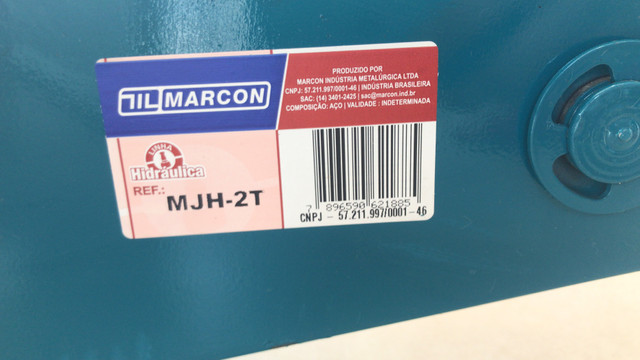 MARCON
PRODUZIDO POR
MARCON INDÚSTRIA METALÚRGICA LTDA
CNPJ: 57.211.997/0001-46 | INDÚSTRIA BRASILEIRA
SAC: (14) 3401-2425 | sac@marcon.ind.br
COMPOSIÇÃO: AÇO | VALIDADE : INDETERMINADA
LINHA
Hidráulica
REF.:
MJH-2T
7 896590 621885
CNPJ - 57.211.997/0001-46